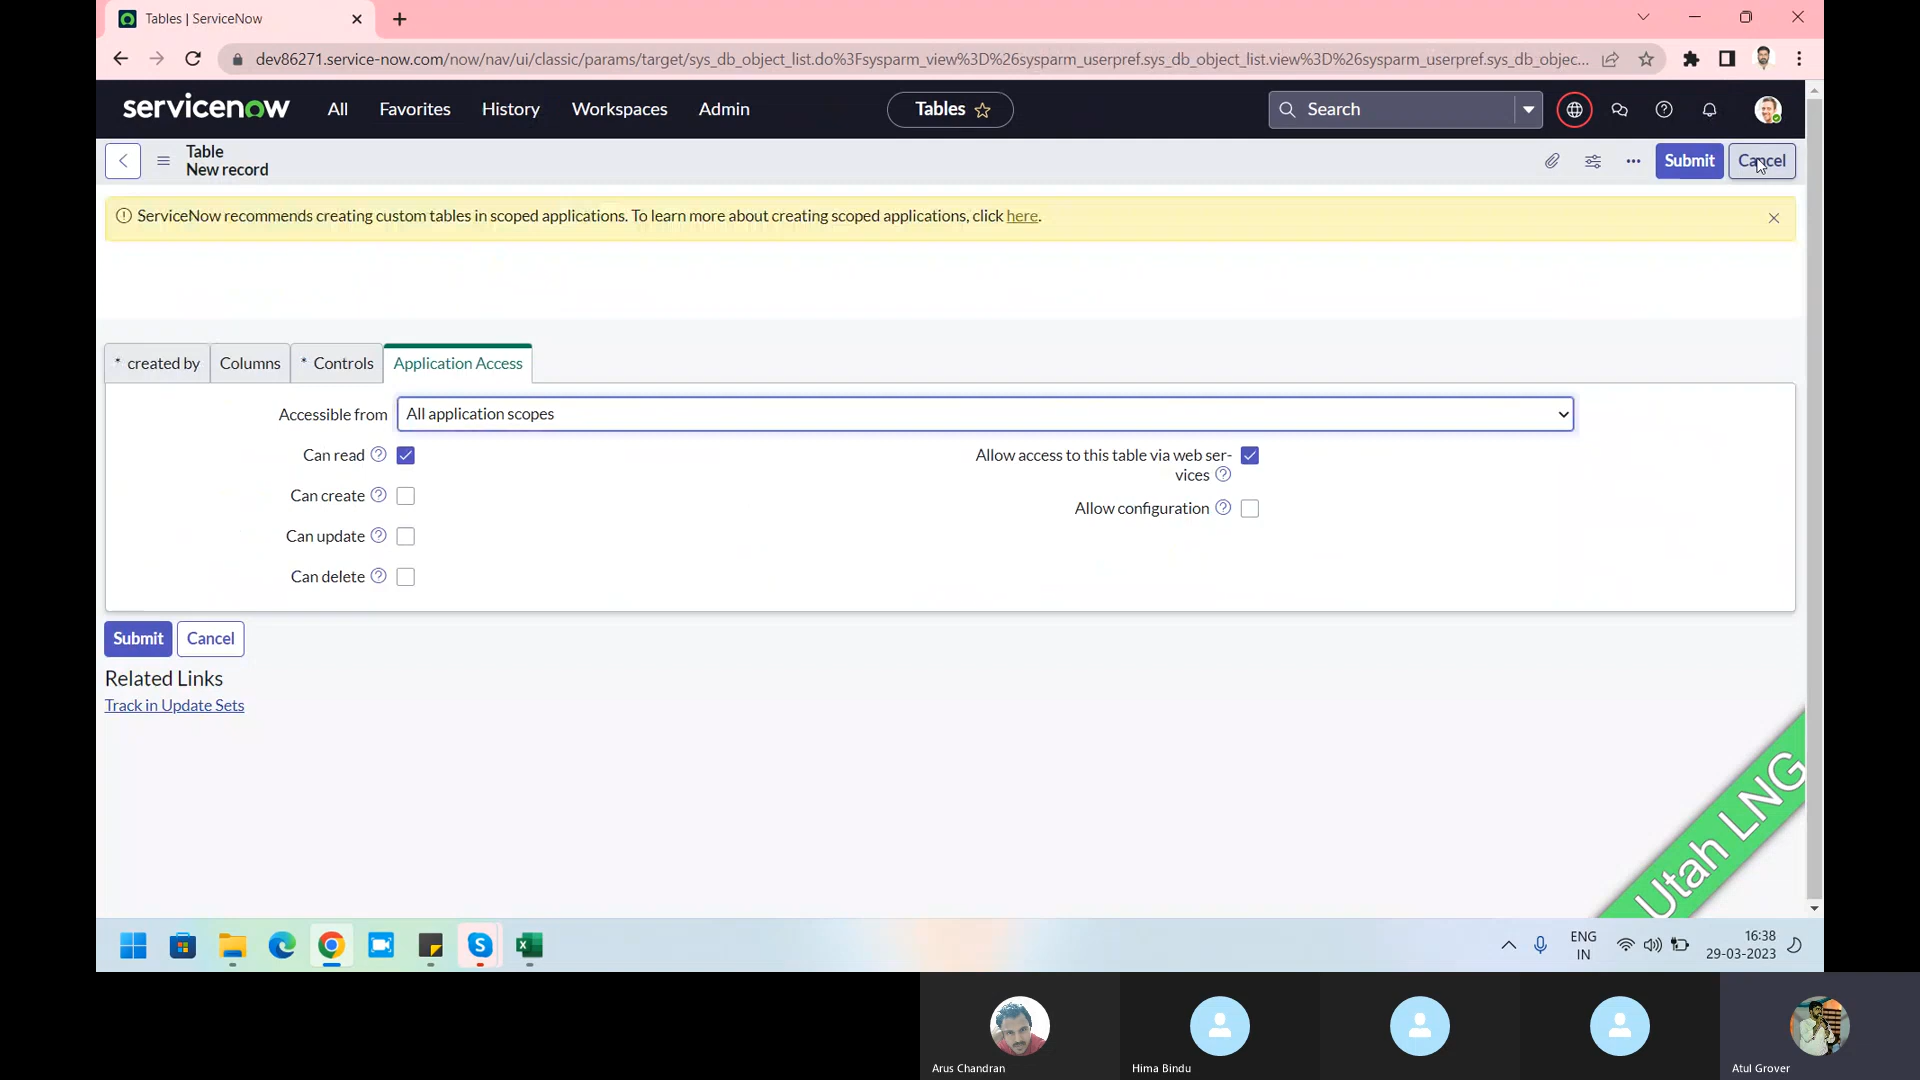 Tables | ServiceNow
dev86271.service-now.com/now/nav/ui/classic/params/target/sys_db_object_list.do%3Fsysparm_view%3D%26sysparm_userpref.sys_db_object_list.view%3D%26sysparm_userpref.sys_db_objec...
servicenow All Favorites History Workspaces Admin Tables Search
Table
New record
Submit Cancel
ServiceNow recommends creating custom tables in scoped applications. To learn more about creating scoped applications, click here.
* created by Columns * Controls Application Access
Accessible from All application scopes
Can read Allow access to this table via web ser-
vices
Can create
Allow configuration
Can update
Can delete
Submit Cancel
Related Links
Track in Update Sets
Utah LNG
ENG
IN
16:38
29-03-2023
Arus Chandran Hima Bindu Atul Grover